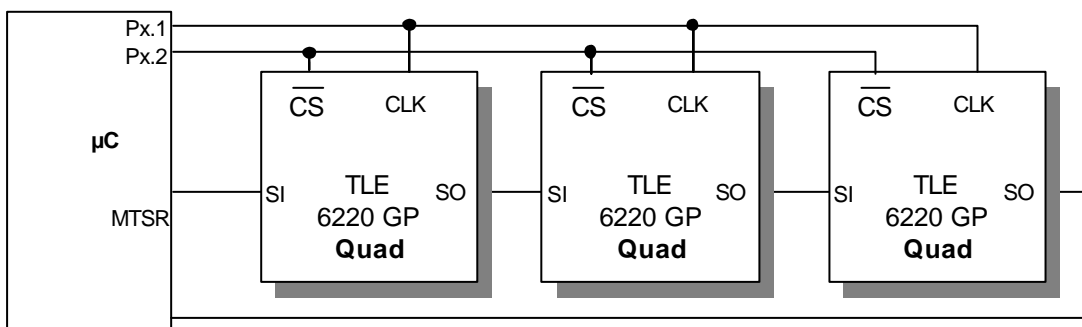 Px.1
Px.2
µC
MTSR
CS CLK
SI TLE SO
6220 GP
Quad
CS CLK
SI TLE SO
6220 GP
Quad
CS CLK
SI TLE SO
6220 GP
Quad